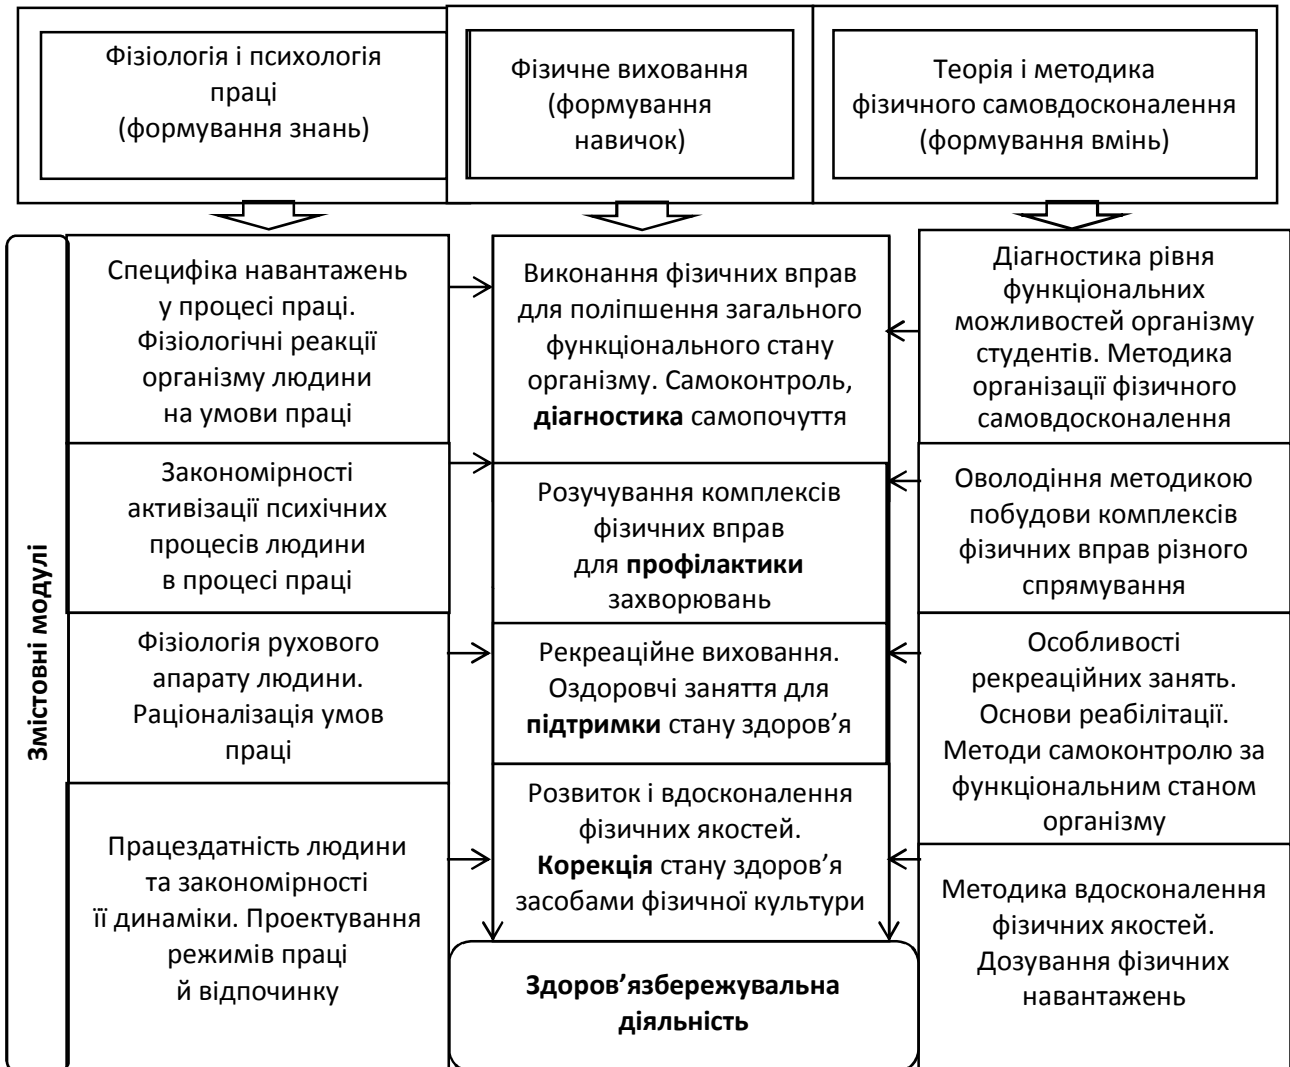 Фізіологія і психологія
праці
(формування знань)
Фізичне виховання
(формування
навичок)
Теорія і методика
фізичного самовдосконалення
(формування вмінь)
Змістовні модулі
Специфіка навантажень
у процесі праці.
Фізіологічні реакції
організму людини
на умови праці
Закономірності
активізації психічних
процесів людини
в процесі праці
Фізіологія рухового
апарату людини.
Раціоналізація умов
праці
Працездатність людини
та закономірності
її динаміки. Проектування
режимів праці
й відпочинку
Виконання фізичних вправ
для поліпшення загального
функціонального стану
організму. Самоконтроль,
діагностика самопочуття
Розучування комплексів
фізичних вправ
для профілактики
захворювань
Рекреаційне виховання.
Оздоровчі заняття для
підтримки стану здоров’я
Розвиток і вдосконалення
фізичних якостей.
Корекція стану здоров’я
засобами фізичної культури
Здоров’язбережувальна
діяльність
Діагностика рівня
функціональних
можливостей організму
студентів. Методика
організації фізичного
самовдосконалення
Оволодіння методикою
побудови комплексів
фізичних вправ різного
спрямування
Особливості
рекреаційних занять.
Основи реабілітації.
Методи самоконтролю за
функціональним станом
організму
Методика вдосконалення
фізичних якостей.
Дозування фізичних
навантажень